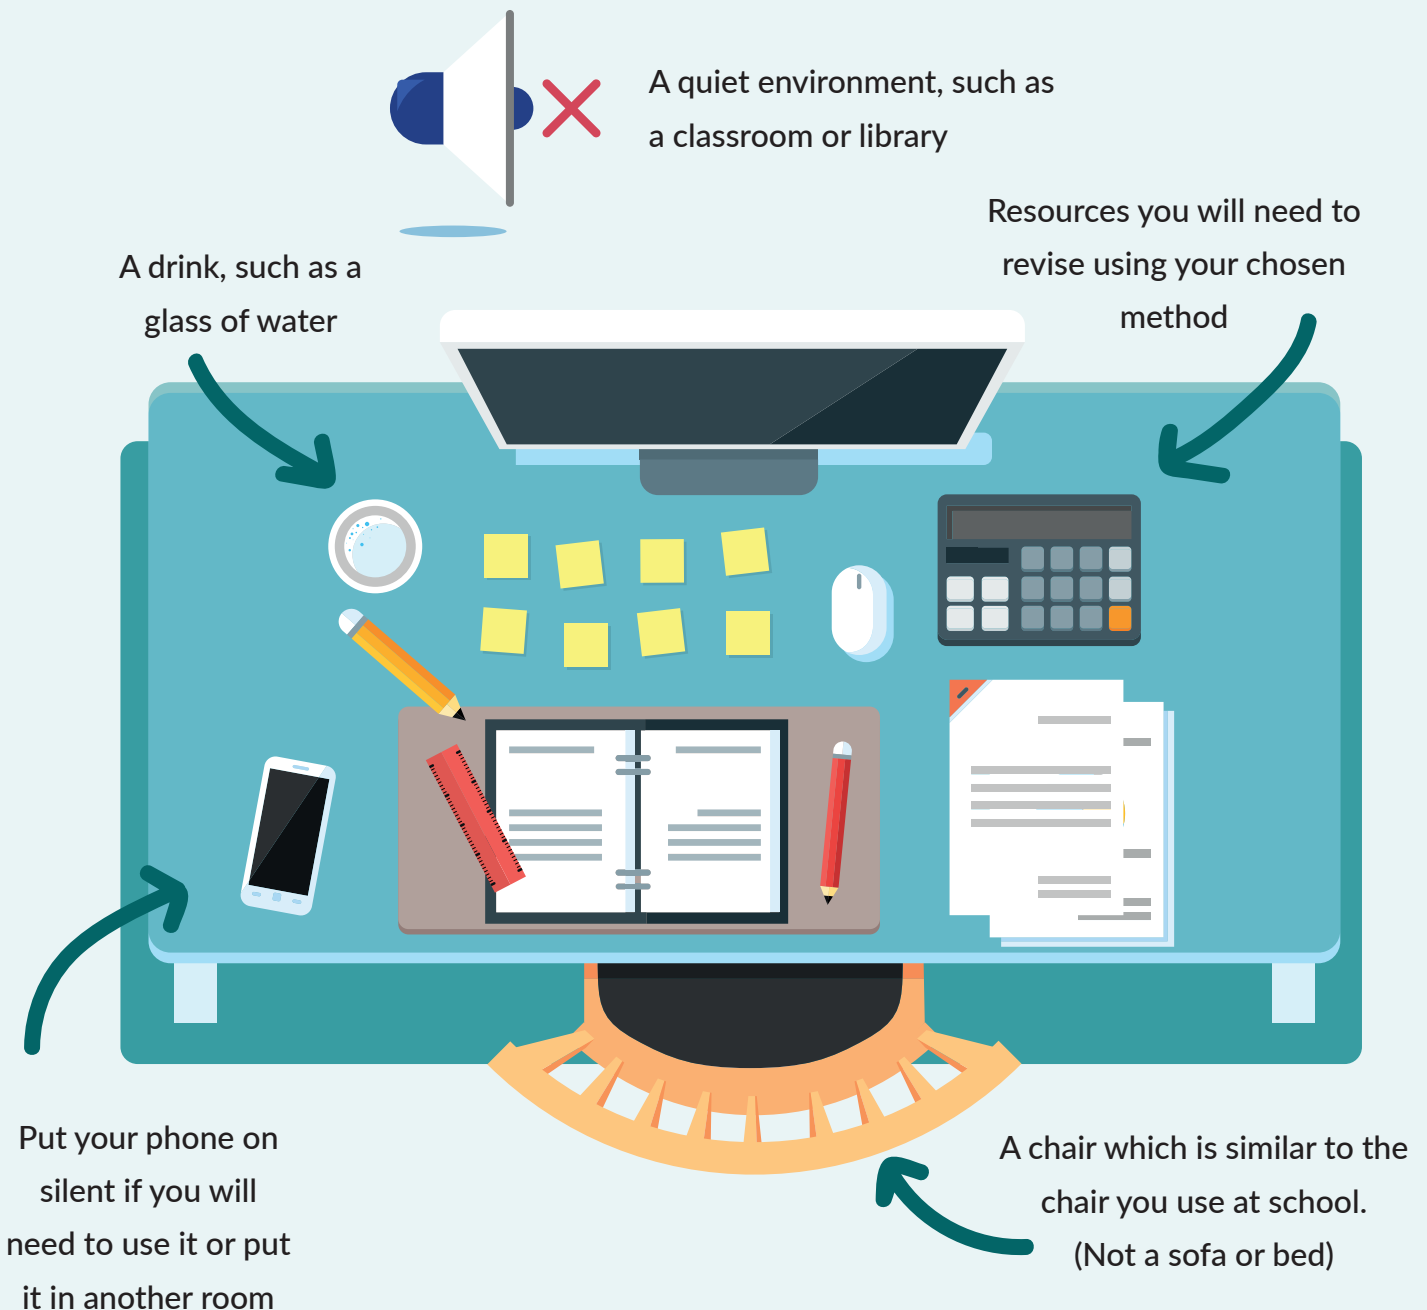 A quiet environment, such as
a classroom or library
Resources you will need to
revise using your chosen
method
A drink, such as a
glass of water
Put your phone on
silent if you will
need to use it or put
it in another room
A chair which is similar to the
chair you use at school.
(Not a sofa or bed)